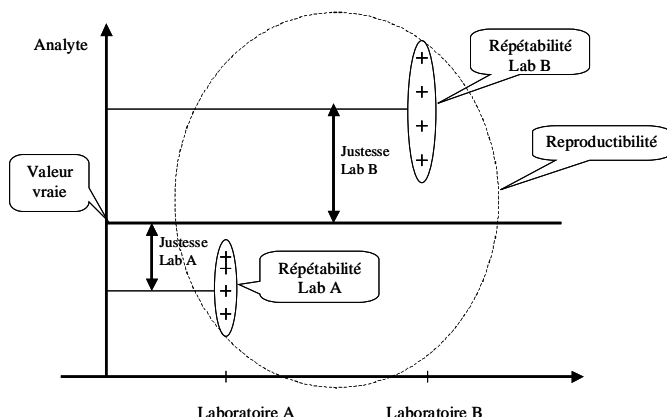 Analyte
Répétabilité
Lab B
Reproductibilité
Justesse
Lab B
Valeur
vraie
Justesse
Lab A
Répétabilité
Lab A
Laboratoire A
Laboratoire B